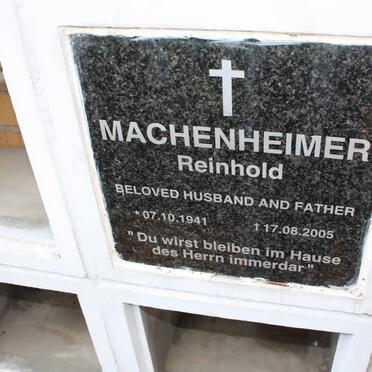 MACHENHEIMER
Reinhold
BELOVED HUSBAND AND FATHER
* 07.10.1941 † 17.08.2005
"Du wirst bleiben im Hause
des Herrn immerdar"